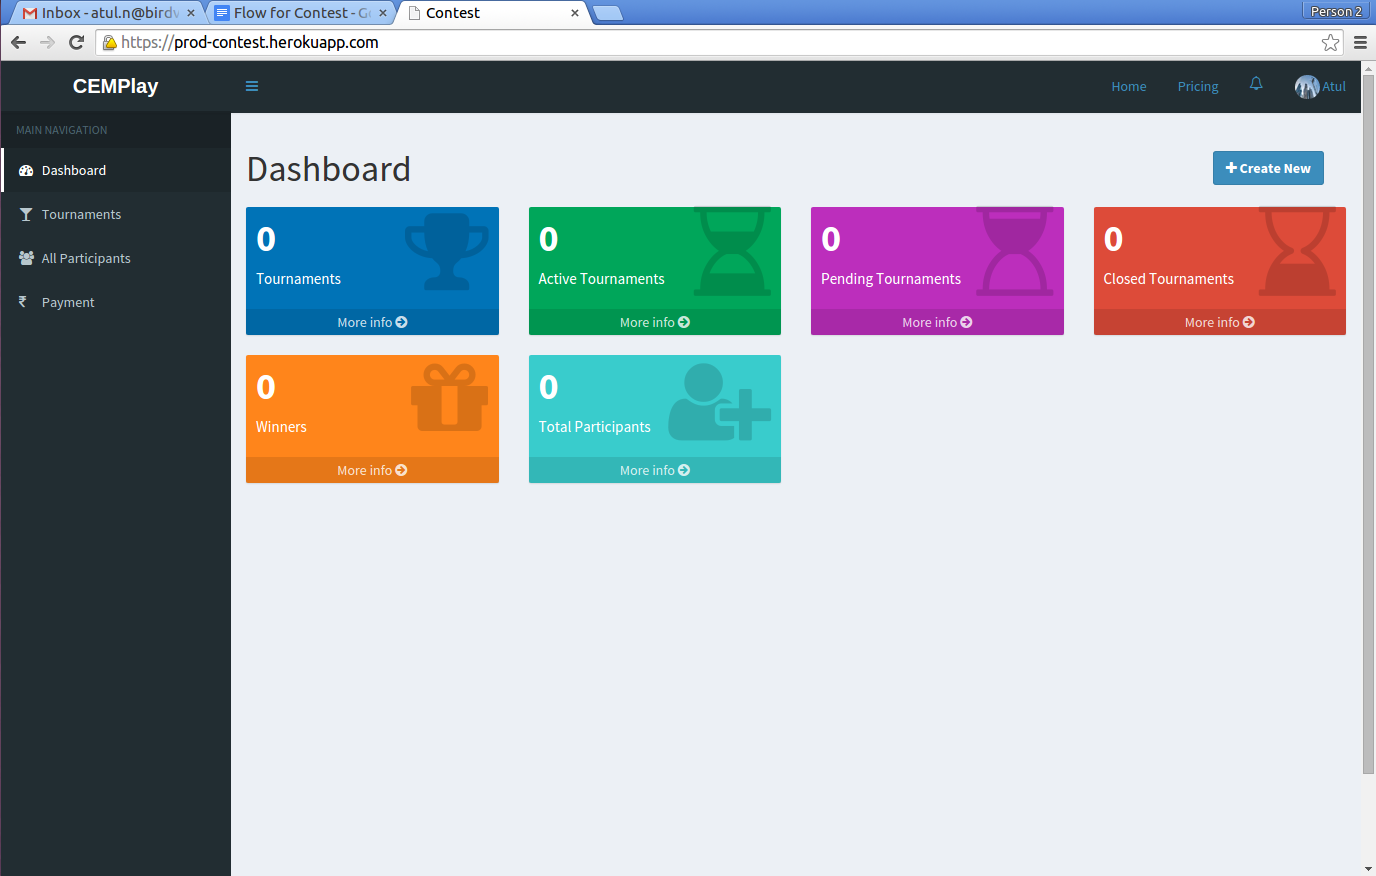 Inbox - atul.n@birdv
Flow for Contest - Go
Contest
Person 2
https://prod-contest.herokuapp.com
CEMPlay
Home
Pricing
Atul
MAIN NAVIGATION
Dashboard
Tournaments
All Participants
Payment
Dashboard
Create New
0
Tournaments
More info
0
Active Tournaments
More info
0
Pending Tournaments
More info
0
Closed Tournaments
More info
0
Winners
More info
0
Total Participants
More info